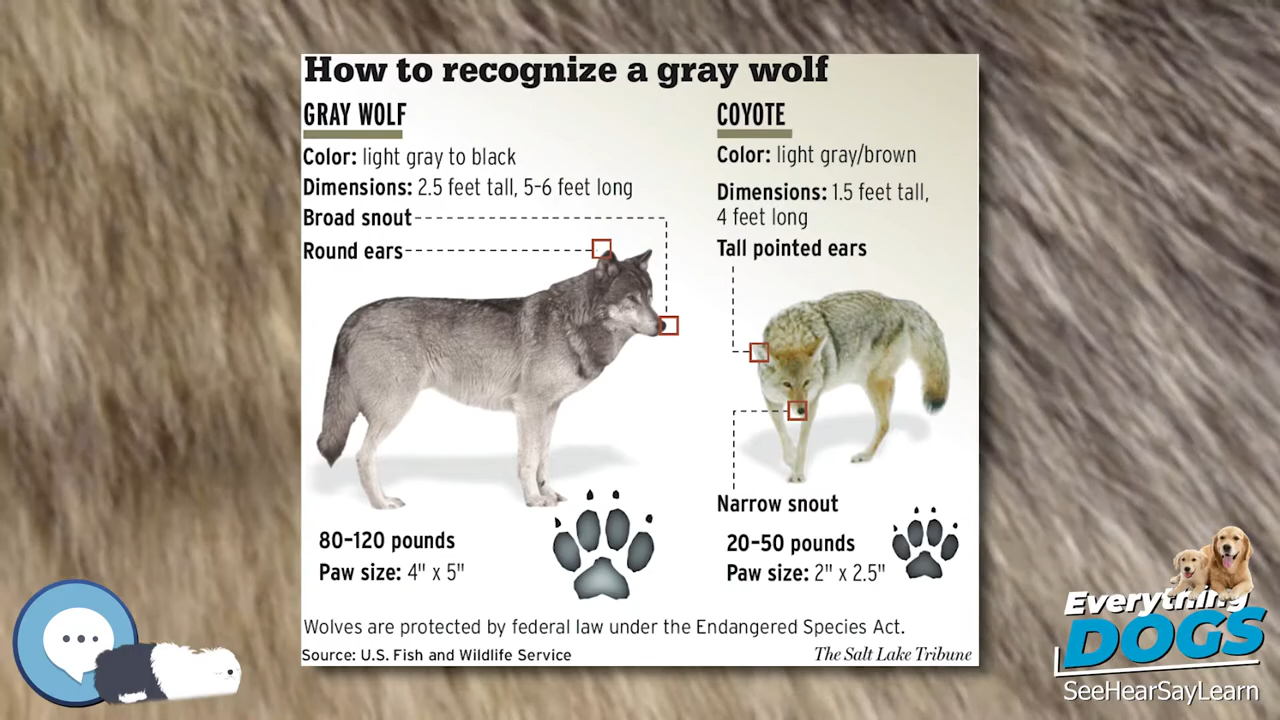 How to recognize a gray wolf
GRAY WOLF
Color: light gray to black
Dimensions: 2.5 feet tall, 5-6 feet long
Broad snout
Round ears
80-120 pounds
Paw size: 4" x 5"
COYOTE
Color: light gray/brown
Dimensions: 1.5 feet tall,
4 feet long
Tall pointed ears
Narrow snout
20-50 pounds
Paw size: 2" x 2.5"
Wolves are protected by federal law under the Endangered Species Act.
Source: U.S. Fish and Wildlife Service
The Salt Lake Tribune
Everything
DOGS
SeeHearSayLearn